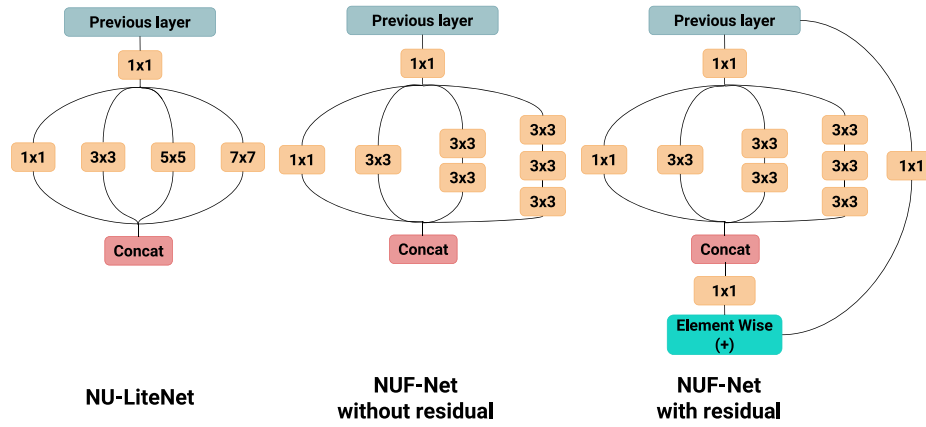 Previous layer
1x1
1x1
3x3
5x5
7x7
Concat
NU-LiteNet
Previous layer
1x1
1x1
3x3
3x3
3x3
3x3
3x3
3x3
Concat
NUF-Net
without residual
Previous layer
1x1
1x1
3x3
3x3
3x3
3x3
3x3
3x3
1x1
Concat
1x1
Element Wise
(+)
NUF-Net
with residual